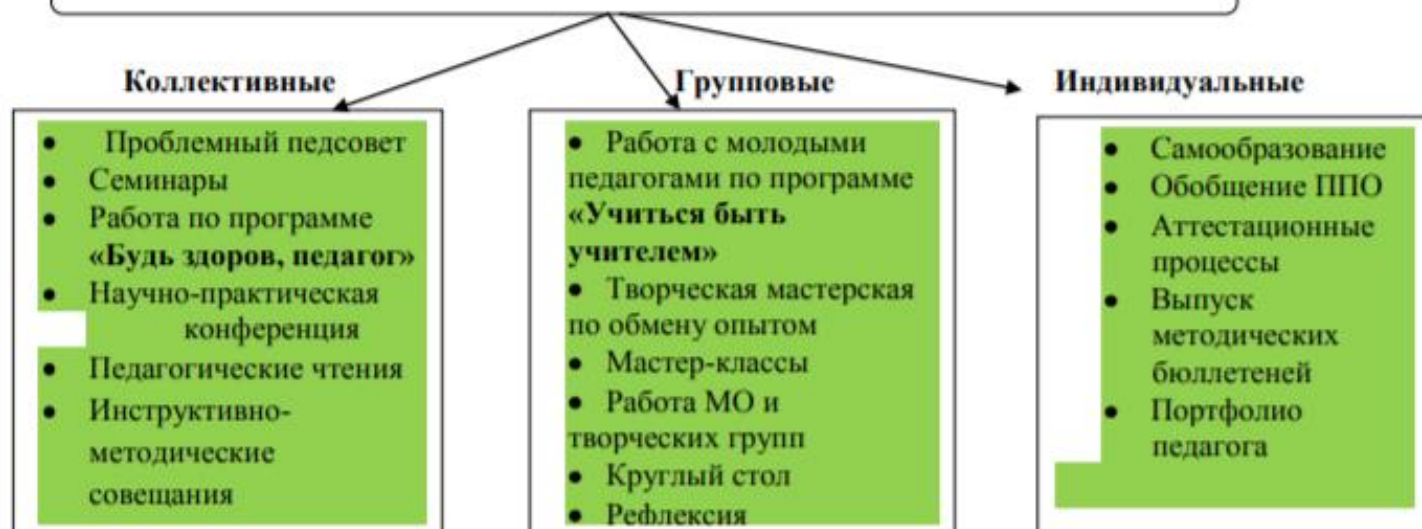 Коллективные
• Проблемный педсовет
• Семинары
• Работа по программе
«Будь здоров, педагог»
• Научно-практическая
конференция
• Педагогические чтения
• Инструктивно-
методические
совещания
Групповые
• Работа с молодыми
педагогами по программе
«Учиться быть
учителем»
• Творческая мастерская
по обмену опытом
• Мастер-классы
• Работа МО и
творческих групп
• Круглый стол
• Рефлексия
Индивидуальные
• Самообразование
• Обобщение ППО
• Аттестационные
процессы
• Выпуск
методических
бюллетеней
• Портфолио
педагога